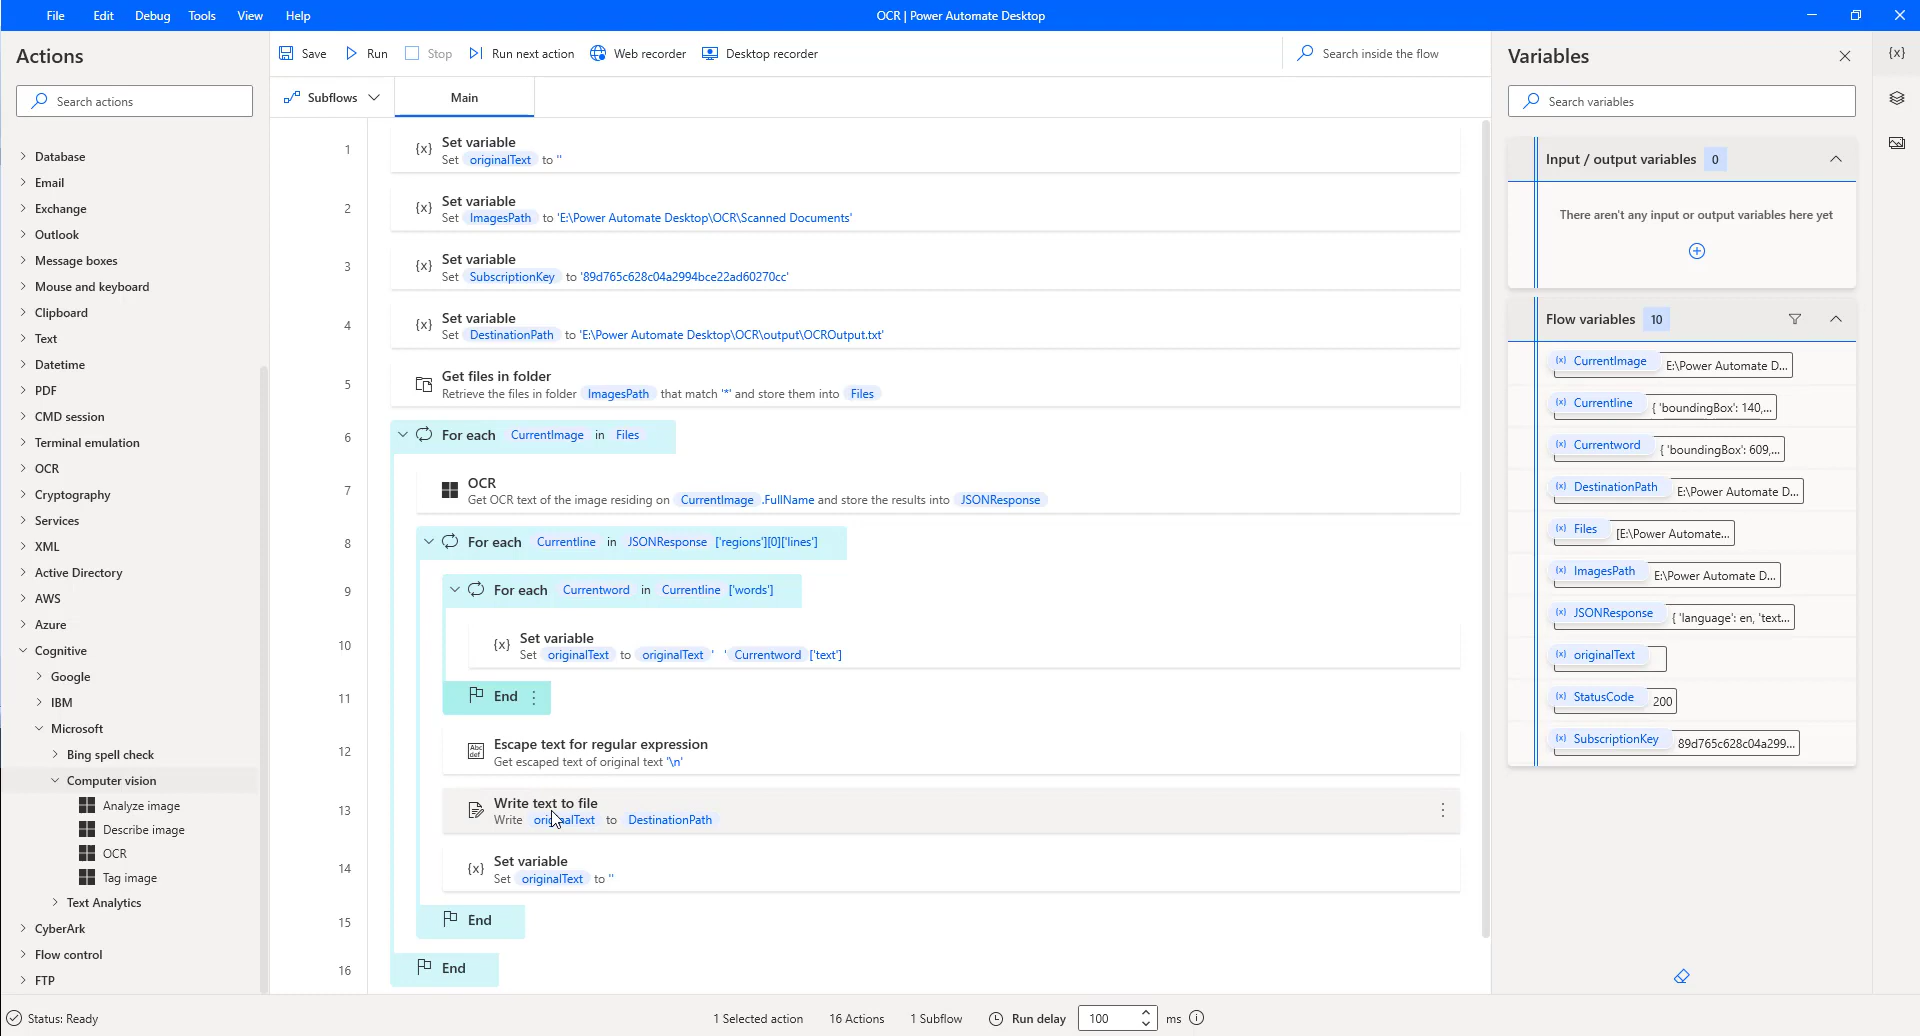 File Edit Debug Tools View Help
OCR | Power Automate Desktop
Actions
Search actions
Database
Email
Exchange
Outlook
Message boxes
Mouse and keyboard
Clipboard
Text
Datetime
PDF
CMD session
Terminal emulation
OCR
Cryptography
Services
XML
Active Directory
AWS
Azure
Cognitive
Google
IBM
Microsoft
Bing spell check
Computer vision
Analyze image
Describe image
OCR
Tag image
Text Analytics
CyberArk
Flow control
FTP
Save Run Stop Run next action Web recorder Desktop recorder
Search inside the flow
Subflows Main
1 {x} Set variable
Set originalText to ''
2 {x} Set variable
Set ImagesPath to 'E:\Power Automate Desktop\OCR\Scanned Documents'
3 {x} Set variable
Set SubscriptionKey to '89d765c628c04a2994bce22ad60270cc'
4 {x} Set variable
Set DestinationPath to 'E:\Power Automate Desktop\OCR\output\OCROutput.txt'
5 Get files in folder
Retrieve the files in folder ImagesPath that match '*' and store them into Files
6 For each CurrentImage in Files
7 OCR
Get OCR text of the image residing on CurrentImage .FullName and store the results into JSONResponse
8 For each Currentline in JSONResponse ['regions'][0]['lines']
9 For each Currentword in Currentline ['words']
10 {x} Set variable
Set originalText to originalText ' ' Currentword ['text']
11 End
12 Abc def Escape text for regular expression
Get escaped text of original text '\n'
13 Write text to file
Write originalText to DestinationPath
14 {x} Set variable
Set originalText to ''
15 End
16 End
Variables
{x}
Search variables
Input / output variables 0
There aren't any input or output variables here yet
Flow variables 10
(x) CurrentImage E:\Power Automate D...
(x) Currentline { 'boundingBox': 140,...
(x) Currentword { 'boundingBox': 609,...
(x) DestinationPath E:\Power Automate D...
(x) Files [E:\Power Automate...
(x) ImagesPath E:\Power Automate D...
(x) JSONResponse { 'language': en, 'text...
(x) originalText
(x) StatusCode 200
(x) SubscriptionKey 89d765c628c04a299...
Status: Ready
1 Selected action 16 Actions 1 Subflow Run delay 100 ms